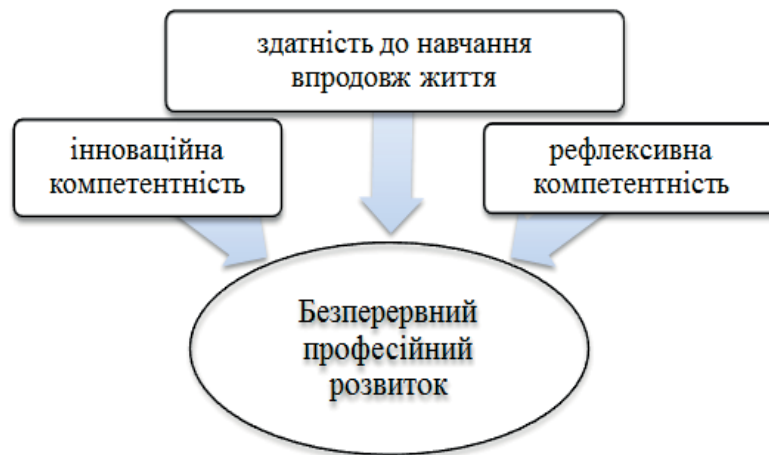 здатність до навчання
впродовж життя
інноваційна
компетентність
рефлексивна
компетентність
Безперервний
професійний
розвиток